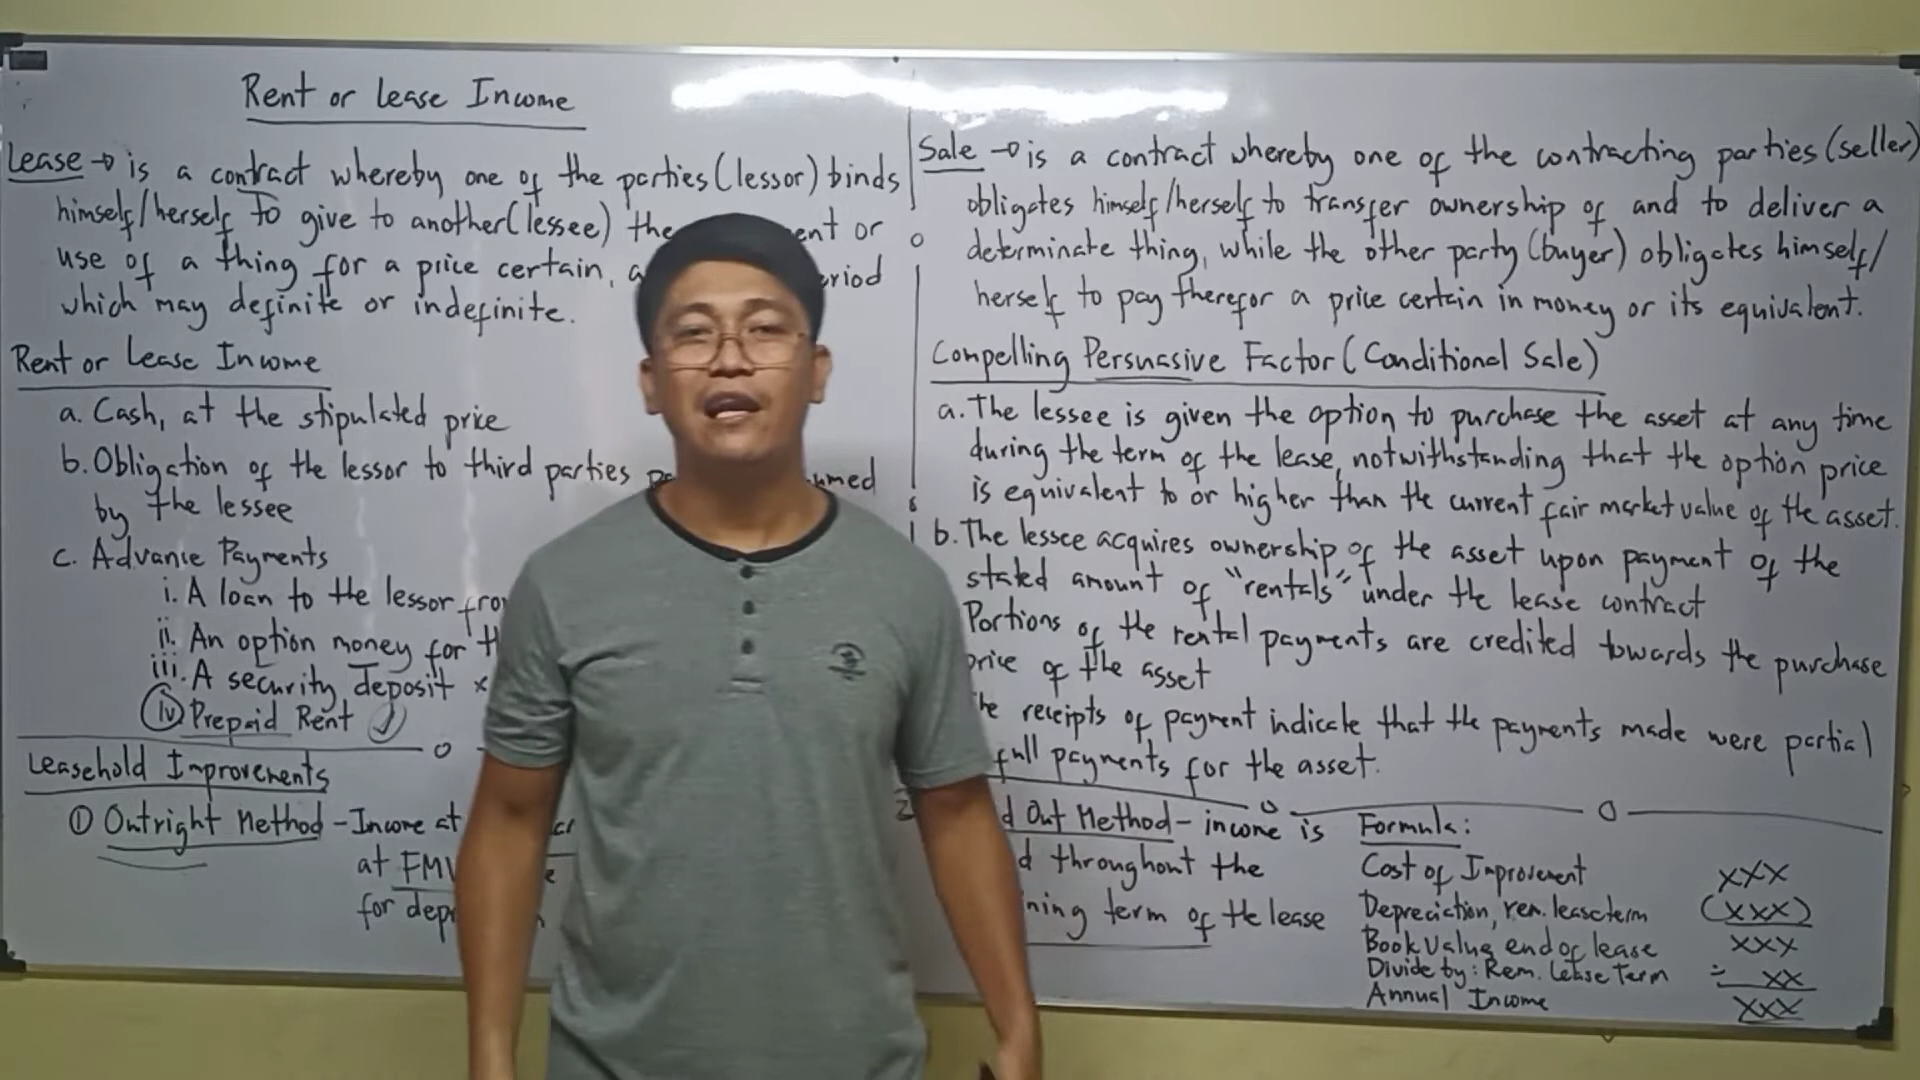 Rent or Lease Income
Lease → is a contract whereby one of the parties (lessor) binds
himself/herself to give to another (lessee) the
ent or
use of a thing for a price certain, a
eriod
which may definite or indefinite.
Rent or Lease Income
a. Cash, at the stipulated price
b. Obligation of the lessor to third parties
umed
by the lessee
c. Advance Payments
i. A loan to the lessor fro
ii. An option money for th
iii. A security Deposit x
iv Prepaid Rent ✓
Leasehold Improvements
① Outright Method - Income at
at FMV
for dep
Sale → is a contract whereby one of the contracting parties (seller)
obligates himself/herself to transfer ownership of and to deliver a
determinate thing, while the other party (buyer) obligates himself/
herself to pay therefor a price certain in money or its equivalent.
Compelling Persuasive Factor (Conditional Sale)
a. The lessee is given the option to purchase the asset at any time
during the term of the lease, notwithstanding that the option price
is equivalent to or higher than the current fair market value of the asset.
b. The lessee acquires ownership of the asset upon payment of the
stated amount of "rentals" under the lease contract
Portions of the rental payments are credited towards the purchase
price of the asset
he receipts of payment indicate that the payments made were partial
full payments for the asset.
d Out Method - income is
d throughout the
ning term of the lease
Formula:
Cost of Improvement xxx
Depreciation, rem. lease term (xxx)
Book Value, end of lease xxx
Divide by: Rem. Lease Term ÷ xx
Annual Income xxx